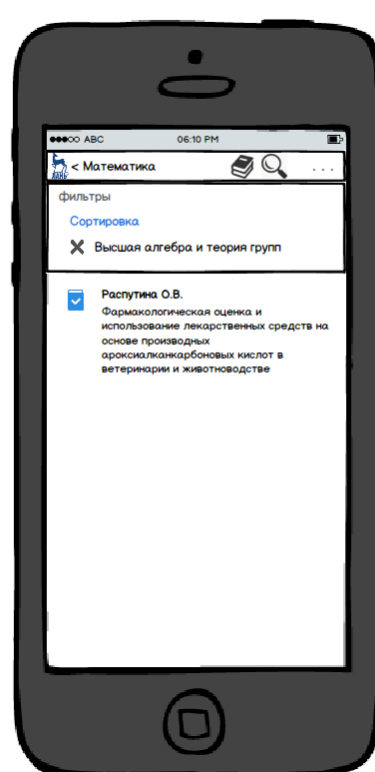 ABC 06:10 PM
< Математика ...
фильтры
Сортировка
Высшая алгебра и теория групп
Распутина О.В.
Фармакологическая оценка и
использование лекарственных средств на
основе производных
ароксиалканкарбоновых кислот в
ветеринарии и животноводстве